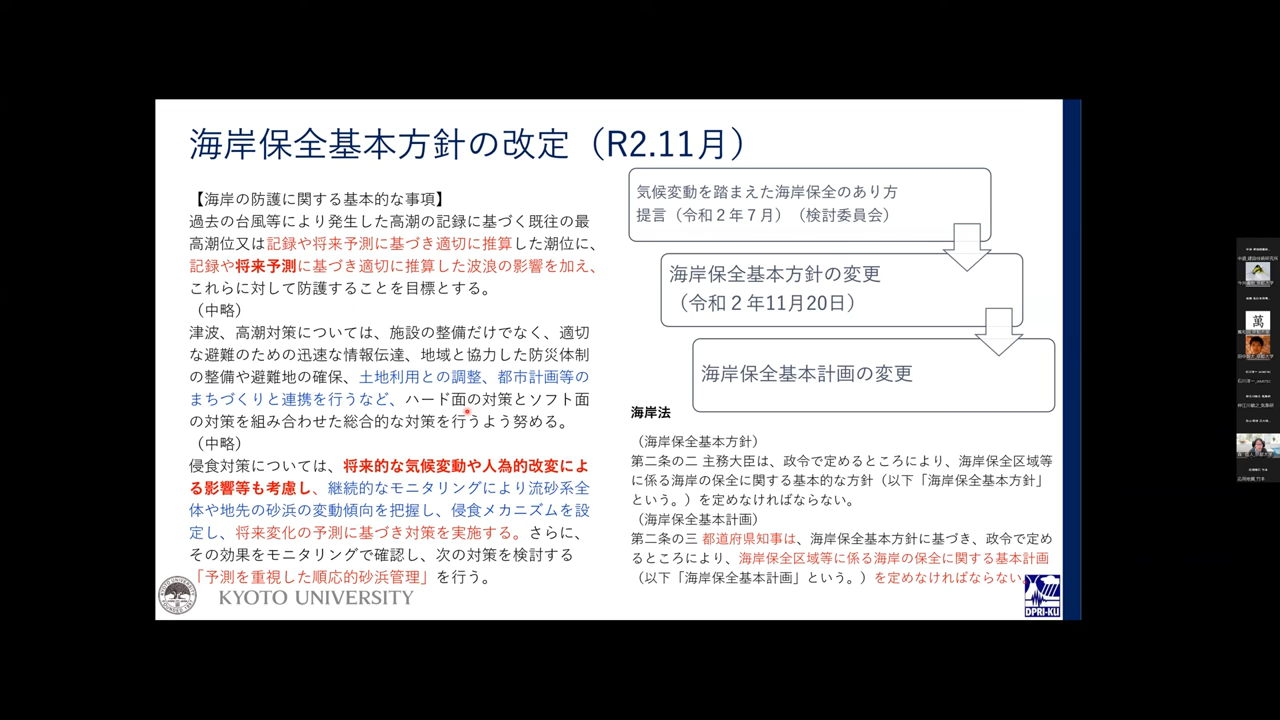 海岸保全基本方針の改定（R2.11月）
【海岸の防護に関する基本的な事項】
過去の台風等により発生した高潮の記録に基づく既往の最
高潮位又は記録や将来予測に基づき適切に推算した潮位に、
記録や将来予測に基づき適切に推算した波浪の影響を加え、
これらに対して防護することを目標とする。
（中略）
津波、高潮対策については、施設の整備だけでなく、適切
な避難のための迅速な情報伝達、地域と協力した防災体制
の整備や避難地の確保、土地利用との調整、都市計画等の
まちづくりと連携を行うなど、ハード面の対策とソフト面
の対策を組み合わせた総合的な対策を行うよう努める。
（中略）
侵食対策については、将来的な気候変動や人為的改変によ
る影響等も考慮し、継続的なモニタリングにより流砂系全
体や地先の砂浜の変動傾向を把握し、侵食メカニズムを設
定し、将来変化の予測に基づき対策を実施する。さらに、
その効果をモニタリングで確認し、次の対策を検討する
「予測を重視した順応的砂浜管理」を行う。
KYOTO UNIVERSITY
気候変動を踏まえた海岸保全のあり方
提言（令和２年７月）（検討委員会）
海岸保全基本方針の変更
（令和２年11月20日）
海岸保全基本計画の変更
海岸法
（海岸保全基本方針）
第二条の二 主務大臣は、政令で定めるところにより、海岸保全区域等
に係る海岸の保全に関する基本的な方針（以下「海岸保全基本方針」
という。）を定めなければならない。
（海岸保全基本計画）
第二条の三 都道府県知事は、海岸保全基本方針に基づき、政令で定め
るところにより、海岸保全区域等に係る海岸の保全に関する基本計画
（以下「海岸保全基本計画」という。）を定めなければならない。
DPRI-KU
萬